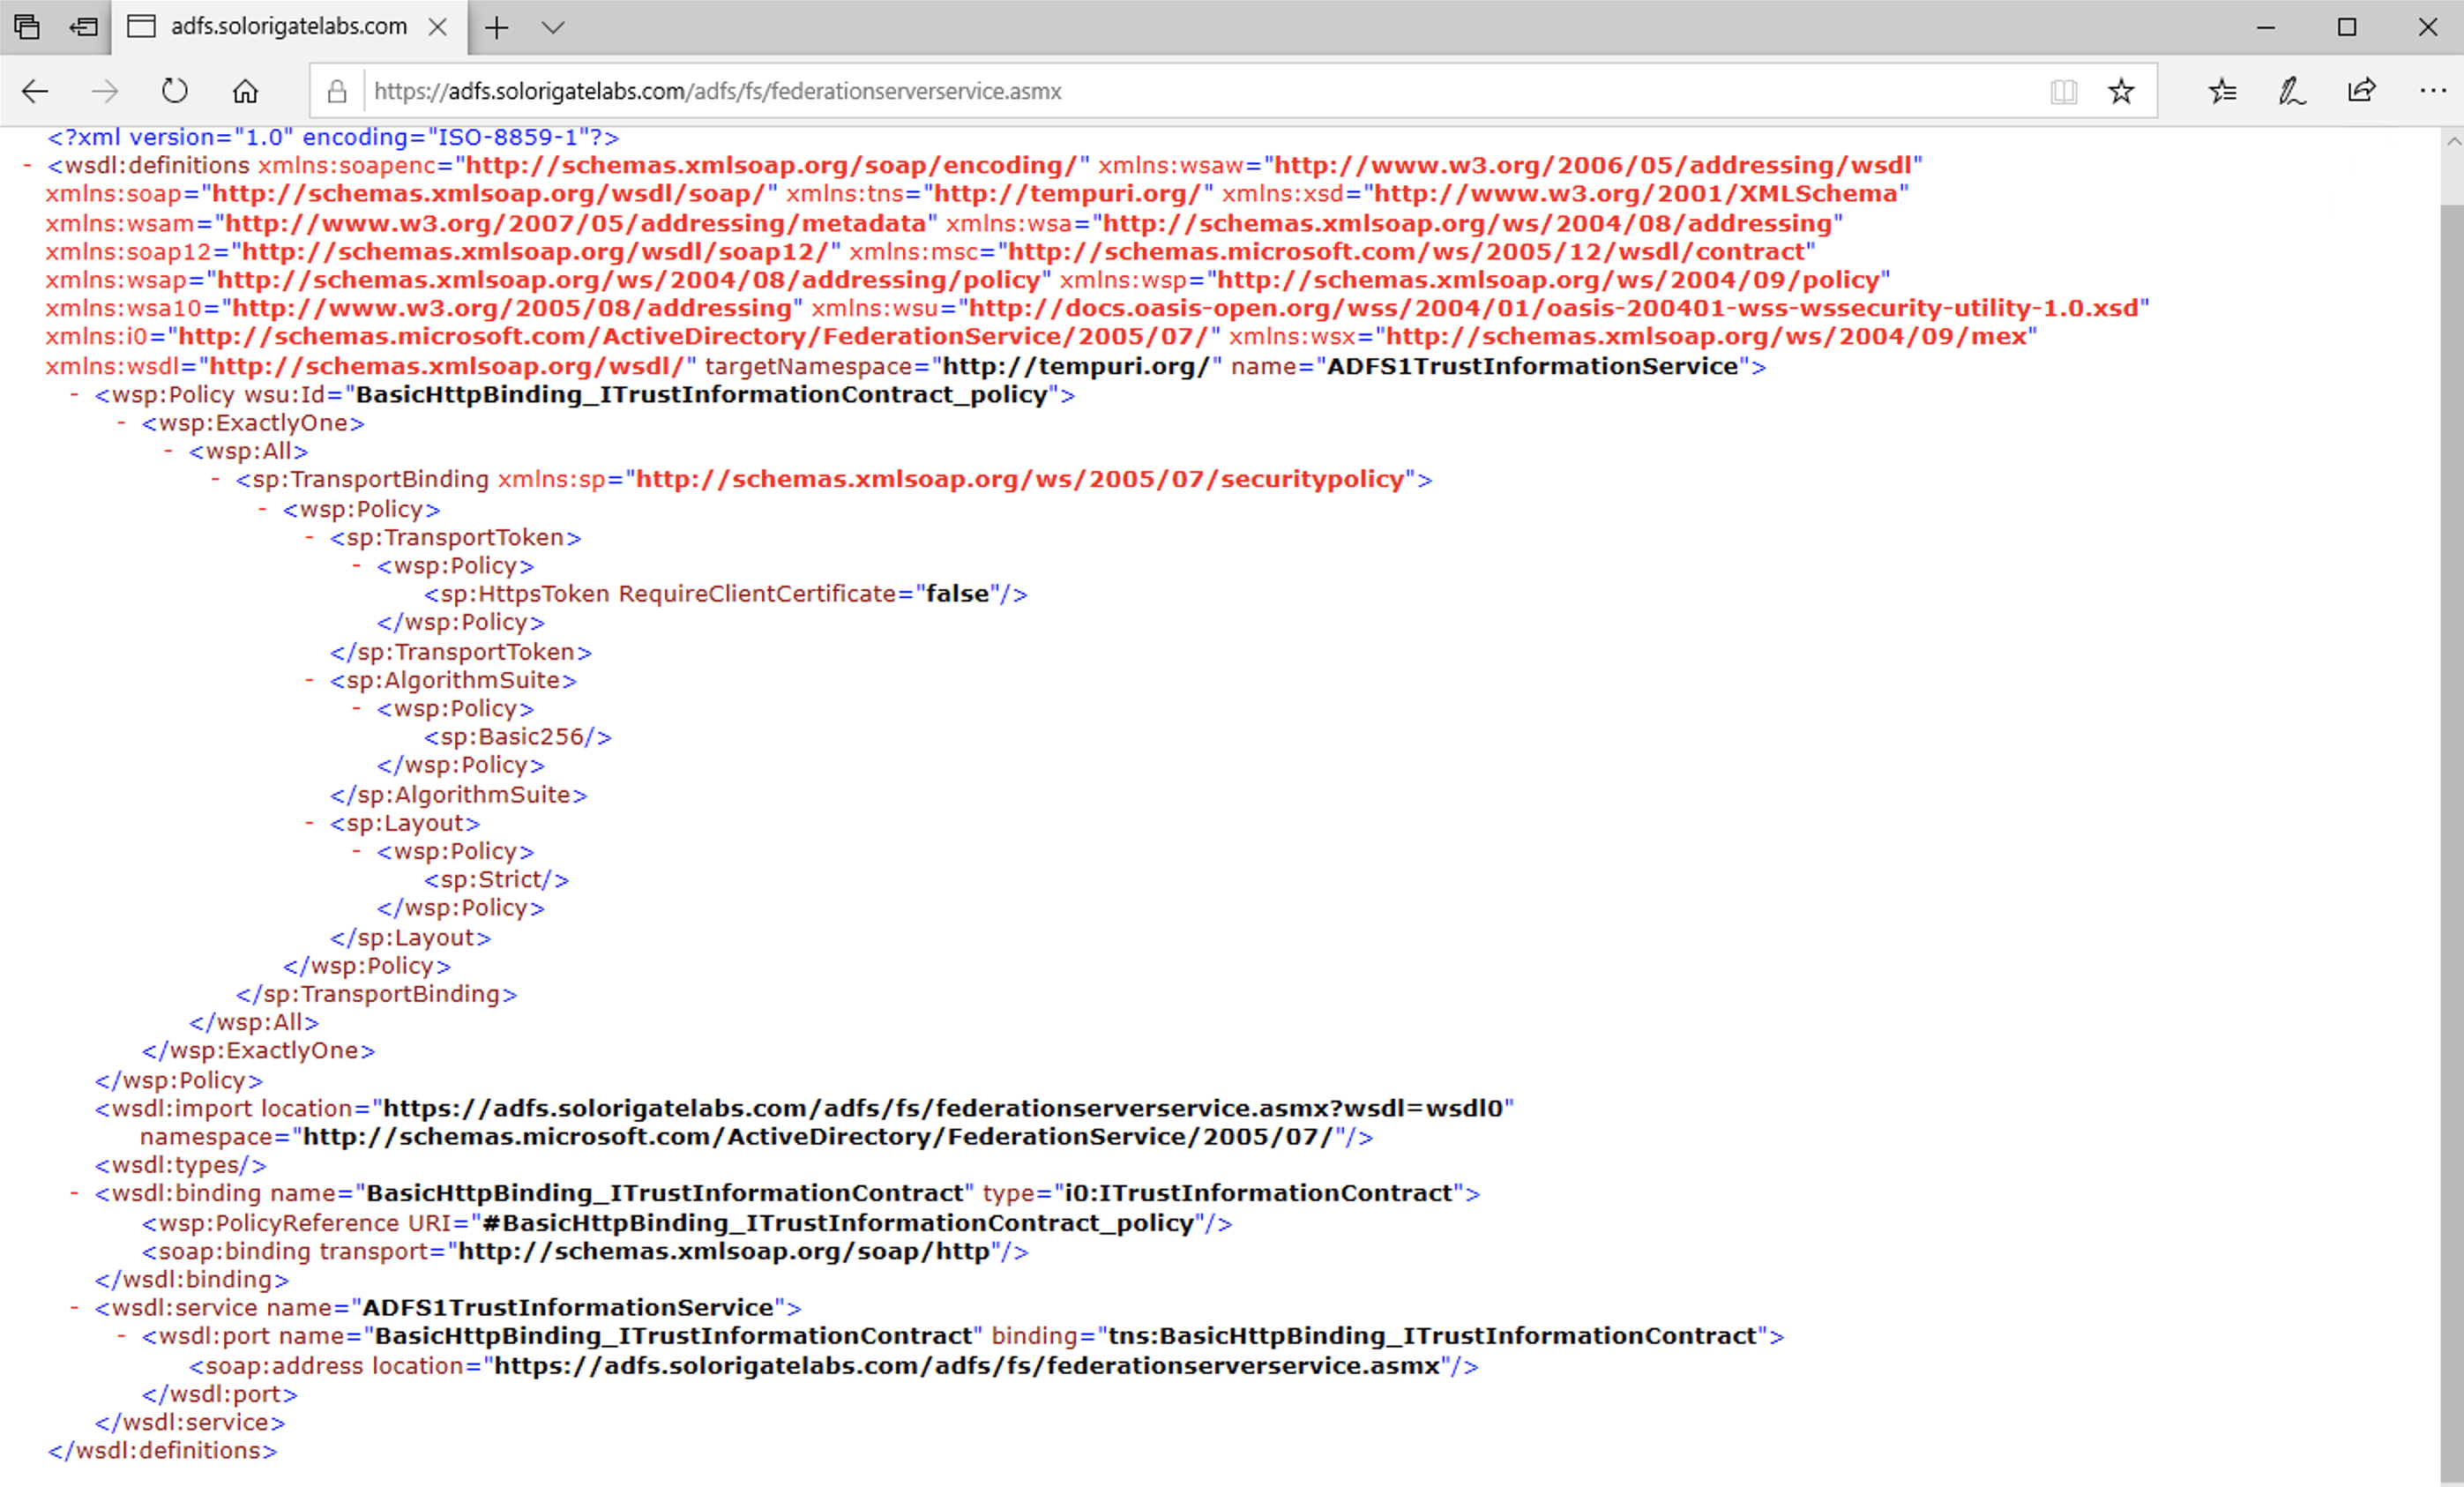 adfs.solorigatelabs.com
https://adfs.solorigatelabs.com/adfs/fs/federationserverservice.asmx
<?xml version="1.0" encoding="ISO-8859-1"?>
- <wsdl:definitions xmlns:soapenc="http://schemas.xmlsoap.org/soap/encoding/" xmlns:wsaw="http://www.w3.org/2006/05/addressing/wsdl"
xmlns:soap="http://schemas.xmlsoap.org/wsdl/soap/" xmlns:tns="http://tempuri.org/" xmlns:xsd="http://www.w3.org/2001/XMLSchema"
xmlns:wsam="http://www.w3.org/2007/05/addressing/metadata" xmlns:wsa="http://schemas.xmlsoap.org/ws/2004/08/addressing"
xmlns:soap12="http://schemas.xmlsoap.org/wsdl/soap12/" xmlns:msc="http://schemas.microsoft.com/ws/2005/12/wsdl/contract"
xmlns:wsap="http://schemas.xmlsoap.org/ws/2004/08/addressing/policy" xmlns:wsp="http://schemas.xmlsoap.org/ws/2004/09/policy"
xmlns:wsa10="http://www.w3.org/2005/08/addressing" xmlns:wsu="http://docs.oasis-open.org/wss/2004/01/oasis-200401-wss-wssecurity-utility-1.0.xsd"
xmlns:i0="http://schemas.microsoft.com/ActiveDirectory/FederationService/2005/07/" xmlns:wsx="http://schemas.xmlsoap.org/ws/2004/09/mex"
xmlns:wsdl="http://schemas.xmlsoap.org/wsdl/" targetNamespace="http://tempuri.org/" name="ADFS1TrustInformationService">
- <wsp:Policy wsu:Id="BasicHttpBinding_ITrustInformationContract_policy">
- <wsp:ExactlyOne>
- <wsp:All>
- <sp:TransportBinding xmlns:sp="http://schemas.xmlsoap.org/ws/2005/07/securitypolicy">
- <wsp:Policy>
- <sp:TransportToken>
- <wsp:Policy>
<sp:HttpsToken RequireClientCertificate="false"/>
</wsp:Policy>
</sp:TransportToken>
- <sp:AlgorithmSuite>
- <wsp:Policy>
<sp:Basic256/>
</wsp:Policy>
</sp:AlgorithmSuite>
- <sp:Layout>
- <wsp:Policy>
<sp:Strict/>
</wsp:Policy>
</sp:Layout>
</wsp:Policy>
</sp:TransportBinding>
</wsp:All>
</wsp:ExactlyOne>
</wsp:Policy>
<wsdl:import location="https://adfs.solorigatelabs.com/adfs/fs/federationserverservice.asmx?wsdl=wsdl0"
namespace="http://schemas.microsoft.com/ActiveDirectory/FederationService/2005/07/"/>
<wsdl:types/>
- <wsdl:binding name="BasicHttpBinding_ITrustInformationContract" type="i0:ITrustInformationContract">
<wsp:PolicyReference URI="#BasicHttpBinding_ITrustInformationContract_policy"/>
<soap:binding transport="http://schemas.xmlsoap.org/soap/http"/>
</wsdl:binding>
- <wsdl:service name="ADFS1TrustInformationService">
- <wsdl:port name="BasicHttpBinding_ITrustInformationContract" binding="tns:BasicHttpBinding_ITrustInformationContract">
<soap:address location="https://adfs.solorigatelabs.com/adfs/fs/federationserverservice.asmx"/>
</wsdl:port>
</wsdl:service>
</wsdl:definitions>